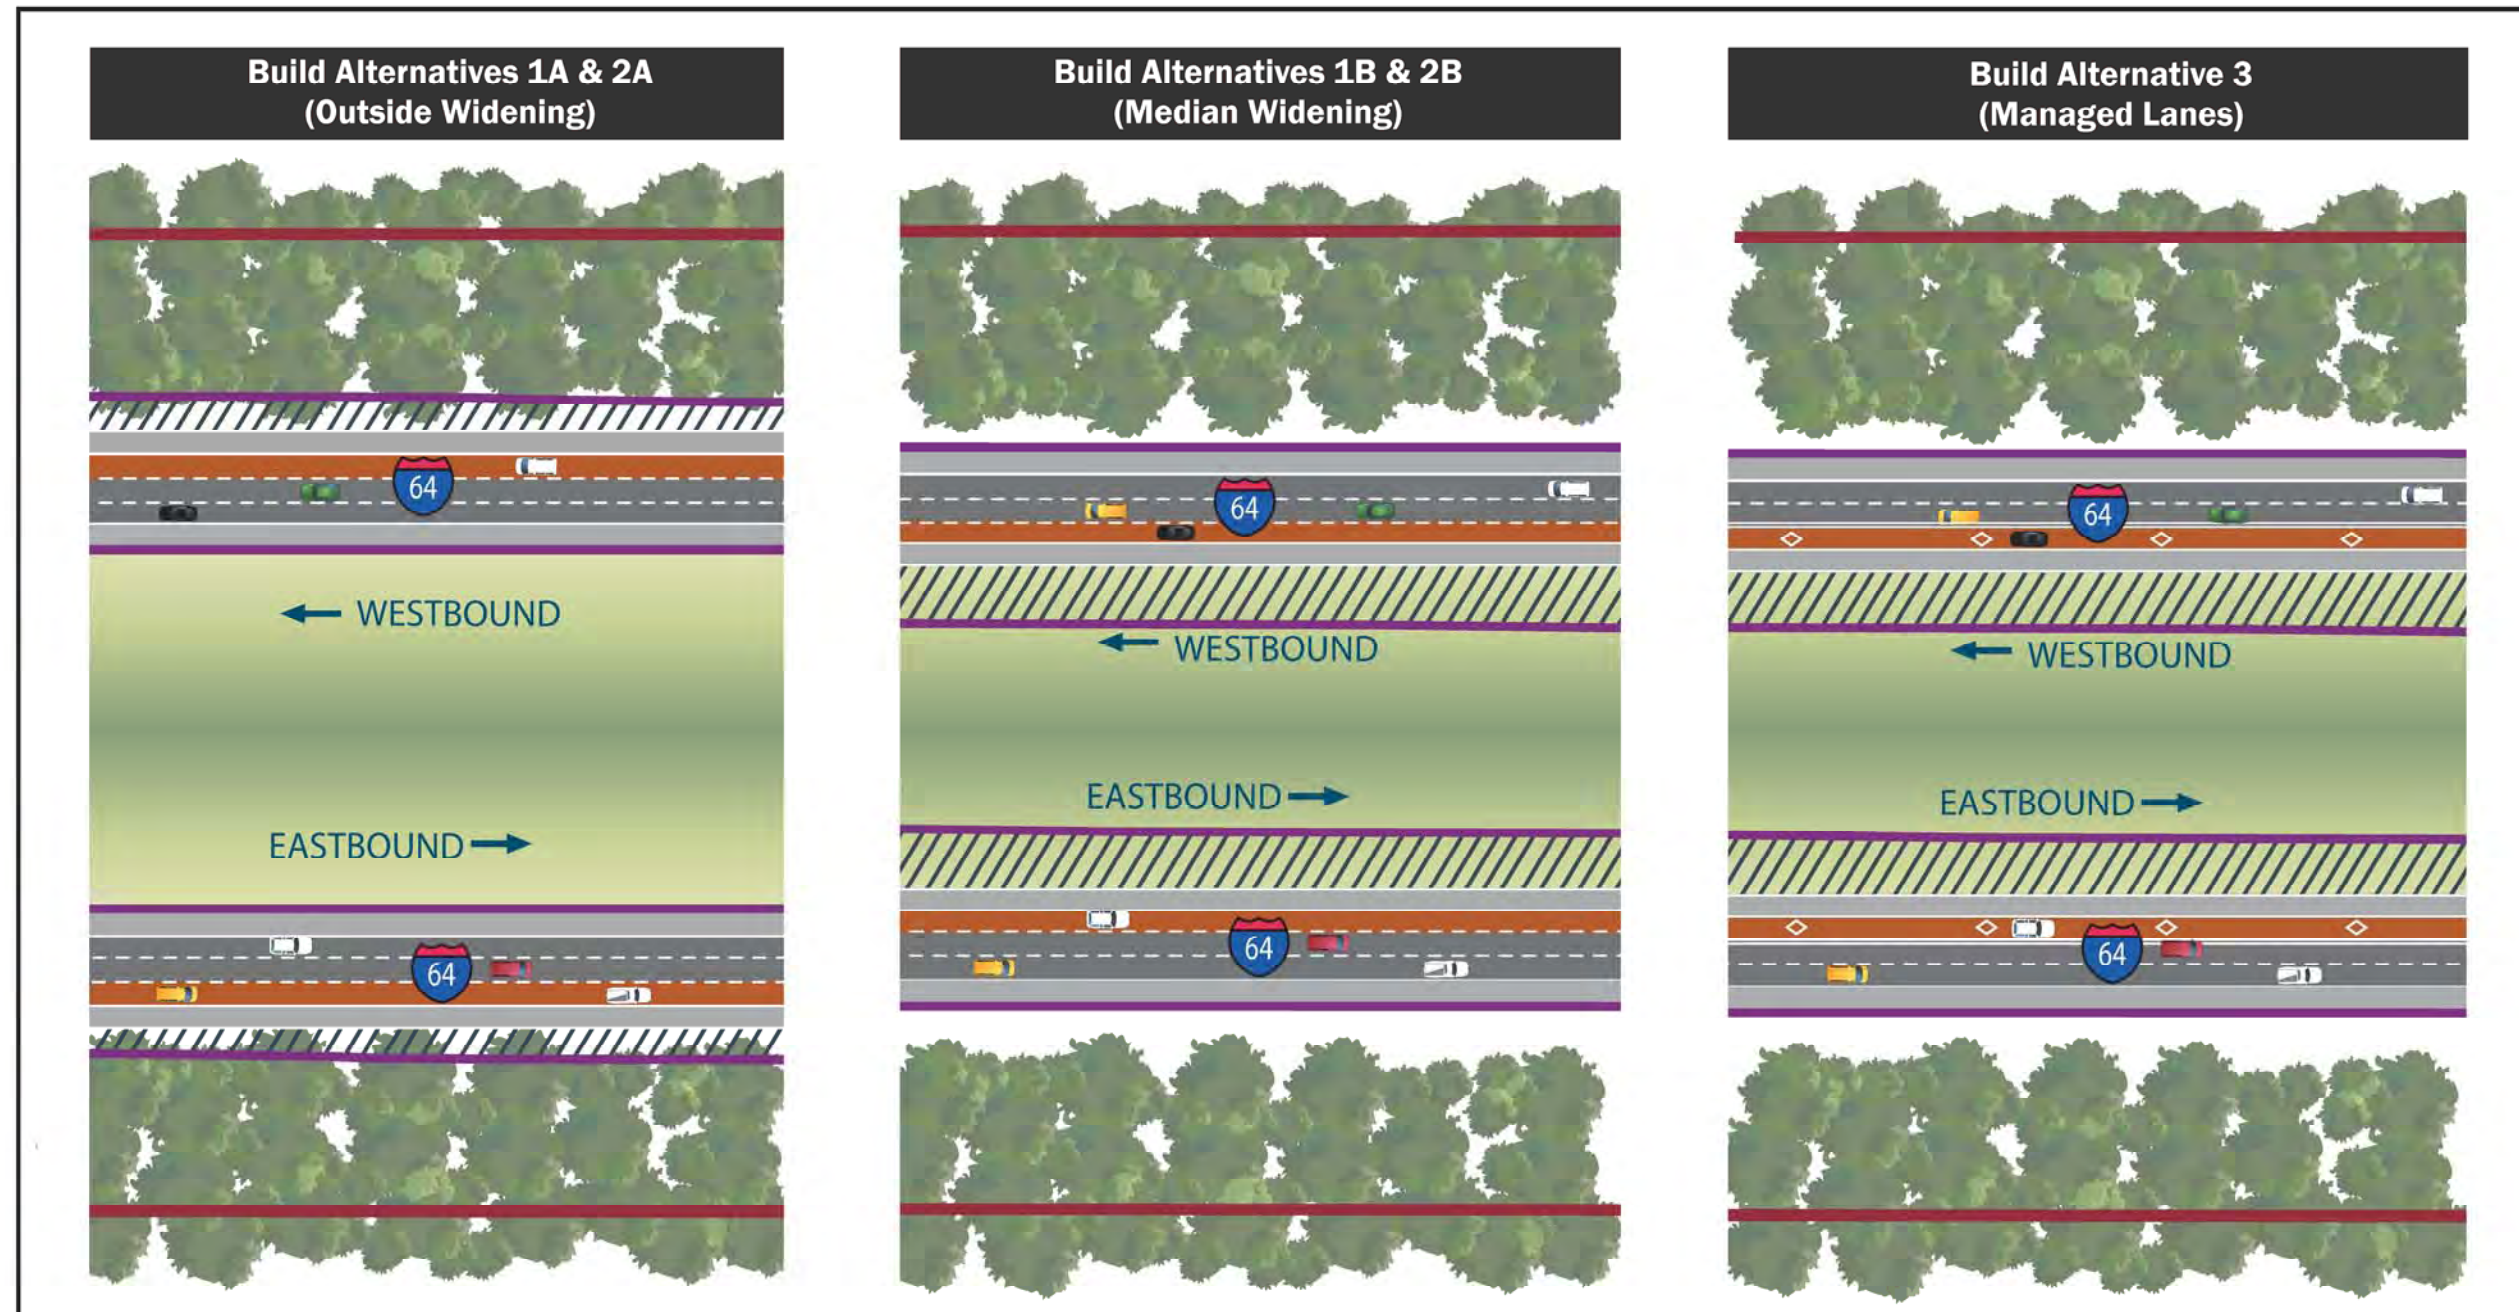 Build Alternatives 1A & 2A
(Outside Widening)
64
WESTBOUND
EASTBOUND
64
Build Alternatives 1B & 2B
(Median Widening)
64
WESTBOUND
EASTBOUND
64
Build Alternative 3
(Managed Lanes)
64
WESTBOUND
EASTBOUND
64